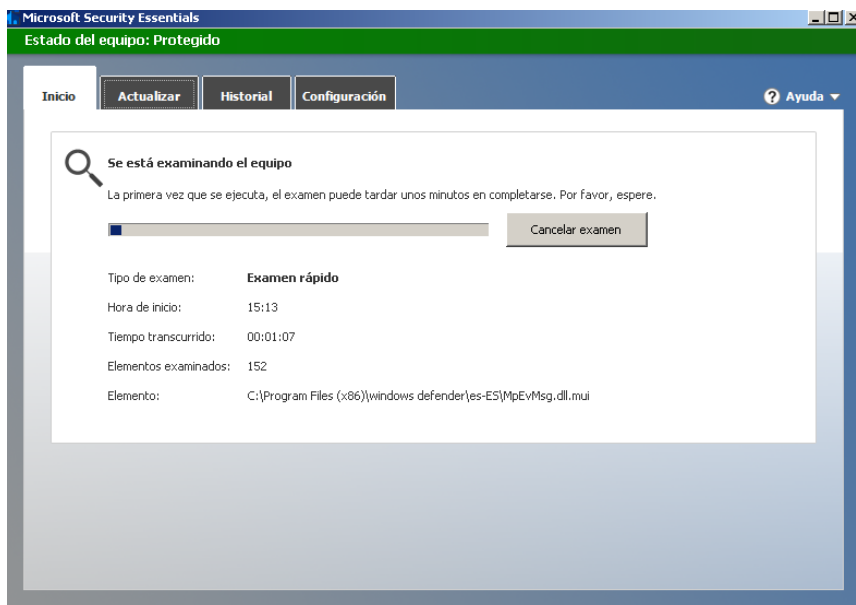 Microsoft Security Essentials
Estado del equipo: Protegido
Inicio Actualizar Historial Configuración ? Ayuda
Se está examinando el equipo
La primera vez que se ejecuta, el examen puede tardar unos minutos en completarse. Por favor, espere.
Cancelar examen
Tipo de examen: Examen rápido
Hora de inicio: 15:13
Tiempo transcurrido: 00:01:07
Elementos examinados: 152
Elemento: C:\Program Files (x86)\windows defender\es-ES\MpEvMsg.dll.mui